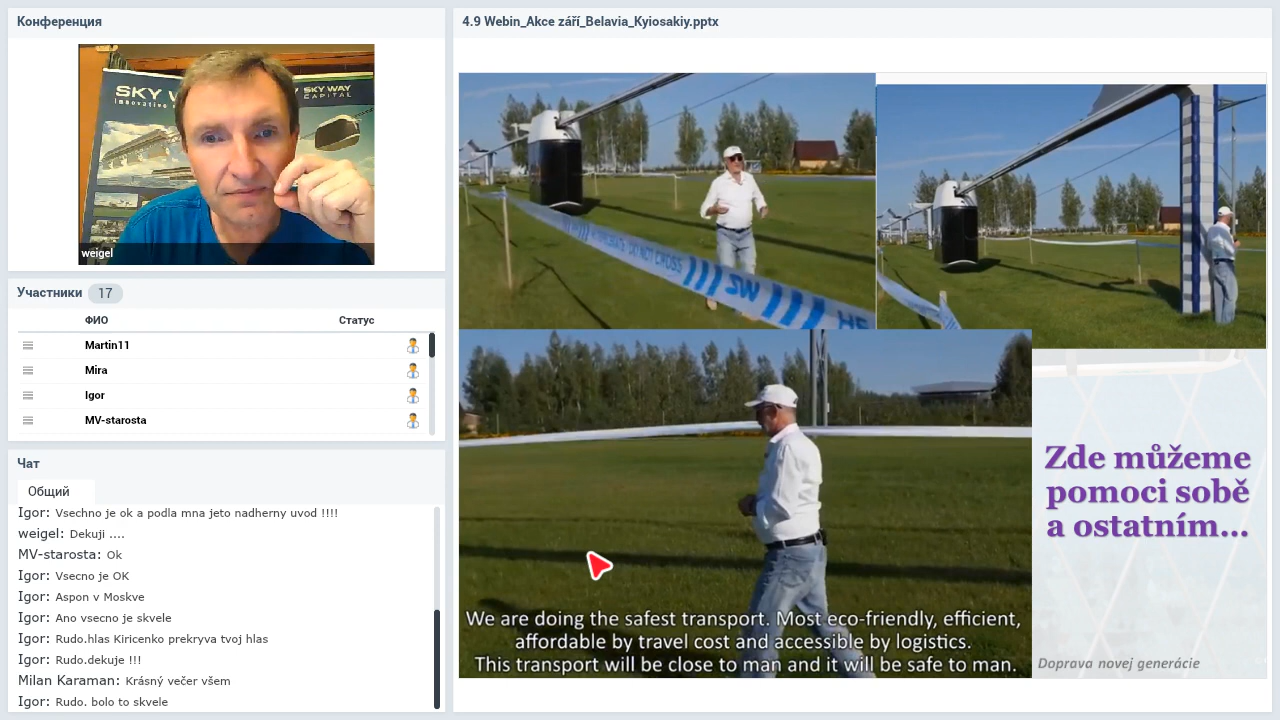 Конференция
SKY W
SKY WAY
CAPITAL
weigel
Участники 17
ФИО Статус
Martin11
Mira
Igor
MV-starosta
Чат
Общий
Igor: Vsechno je ok a podla mna jeto nadherny uvod !!!!
weigel: Dekuji ....
MV-starosta: Ok
Igor: Vsecno je OK
Igor: Aspon v Moskve
Igor: Ano vsecno je skvele
Igor: Rudo.hlas Kiricenko prekryva tvoj hlas
Igor: Rudo.dekuje !!!
Milan Karaman: Krásný večer všem
Igor: Rudo. bolo to skvele
4.9 Webin_Akce září_Belavia_Kyiosakiy.pptx
DO NOT CROSS
SW
НЕ
We are doing the safest transport. Most eco-friendly, efficient,
affordable by travel cost and accessible by logistics.
This transport will be close to man and it will be safe to man.
Zde můžeme
pomoci sobě
a ostatním...
Doprava novej generácie